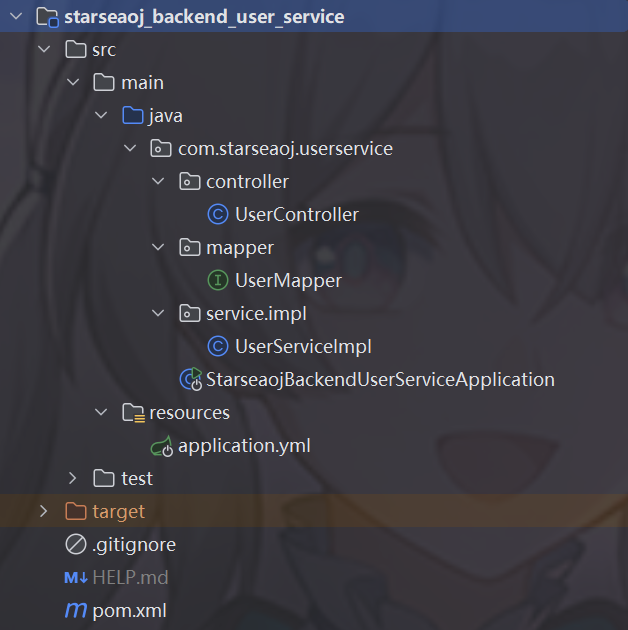 starseaoj_backend_user_service
src
main
java
com.starseaoj.userservice
controller
C UserController
mapper
I UserMapper
service.impl
C UserServiceImpl
C StarseaojBackendUserServiceApplication
resources
application.yml
test
target
.gitignore
M↓ HELP.md
m pom.xml